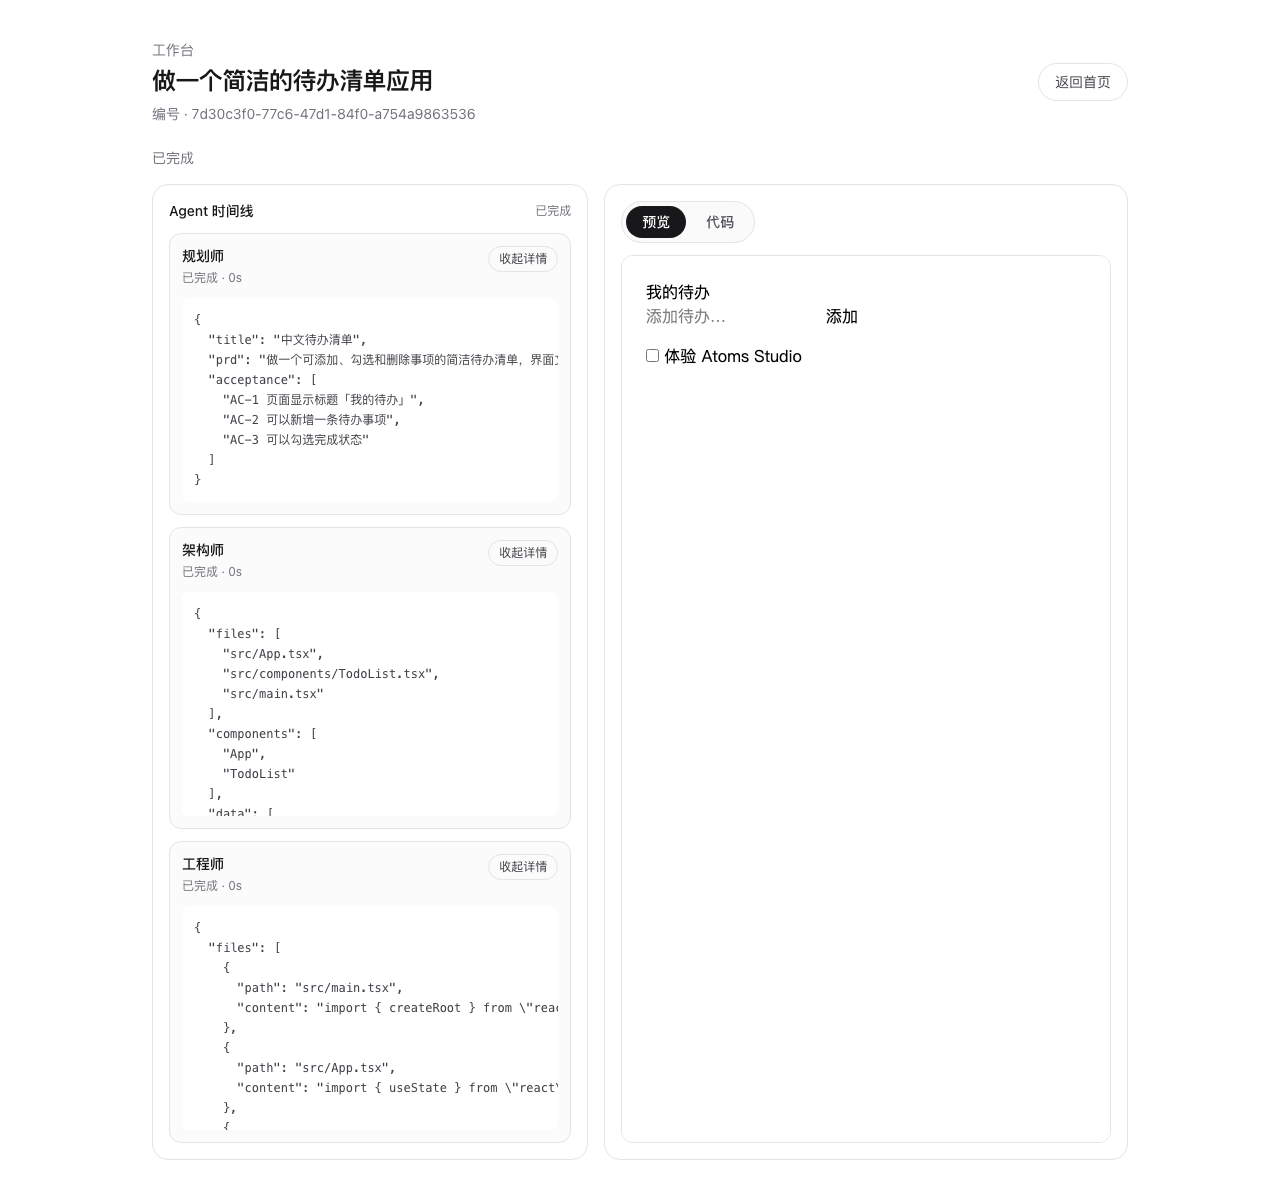 工作台
做一个简洁的待办清单应用
返回首页
编号 · 7d30c3f0-77c6-47d1-84f0-a754a9863536
已完成
Agent 时间线
已完成
规划师
收起详情
已完成 · 0s
{
  "title": "中文待办清单",
  "prd": "做一个可添加、勾选和删除事项的简洁待办清单，界面
  "acceptance": [
    "AC-1 页面显示标题「我的待办」",
    "AC-2 可以新增一条待办事项",
    "AC-3 可以勾选完成状态"
  ]
}
架构师
收起详情
已完成 · 0s
{
  "files": [
    "src/App.tsx",
    "src/components/TodoList.tsx",
    "src/main.tsx"
  ],
  "components": [
    "App",
    "TodoList"
  ],
  "data": [
工程师
收起详情
已完成 · 0s
{
  "files": [
    {
      "path": "src/main.tsx",
      "content": "import { createRoot } from \"reac
    },
    {
      "path": "src/App.tsx",
      "content": "import { useState } from \"react\
    },
    {
预览
代码
我的待办
添加待办...
添加
体验 Atoms Studio